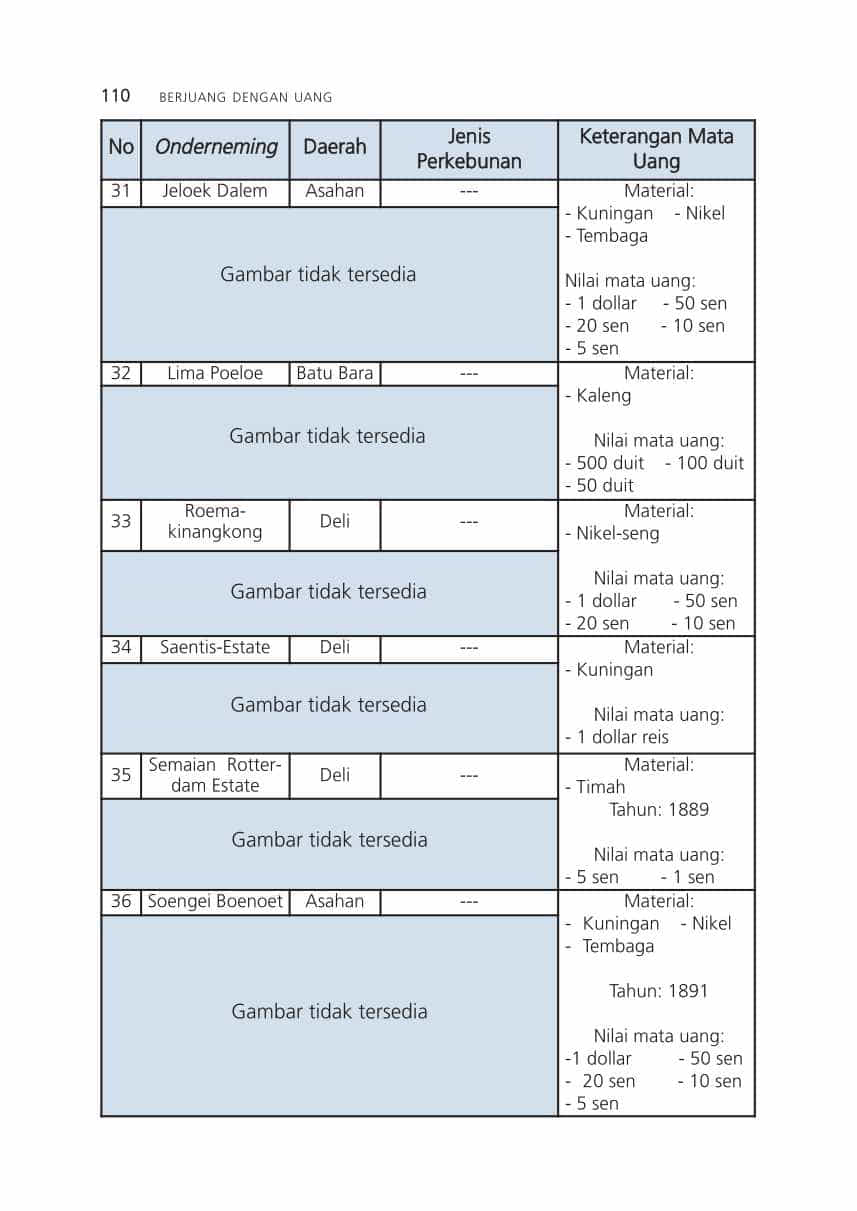 110 BERJUANG DENGAN UANG
No Onderneming Daerah Jenis Perkebunan Keterangan Mata Uang
31 Jeloek Dalem Asahan --- Material:
- Kuningan - Nikel
- Tembaga
Gambar tidak tersedia
Nilai mata uang:
- 1 dollar - 50 sen
- 20 sen - 10 sen
- 5 sen
32 Lima Poeloe Batu Bara --- Material:
- Kaleng
Gambar tidak tersedia
Nilai mata uang:
- 500 duit - 100 duit
- 50 duit
33 Roema-
kinangkong Deli --- Material:
- Nikel-seng
Gambar tidak tersedia
Nilai mata uang:
- 1 dollar - 50 sen
- 20 sen - 10 sen
34 Saentis-Estate Deli --- Material:
- Kuningan
Gambar tidak tersedia
Nilai mata uang:
- 1 dollar reis
35 Semaian Rotter-
dam Estate Deli --- Material:
- Timah
Tahun: 1889
Gambar tidak tersedia
Nilai mata uang:
- 5 sen - 1 sen
36 Soengei Boenoet Asahan --- Material:
- Kuningan - Nikel
- Tembaga
Tahun: 1891
Gambar tidak tersedia
Nilai mata uang:
-1 dollar - 50 sen
- 20 sen - 10 sen
- 5 sen